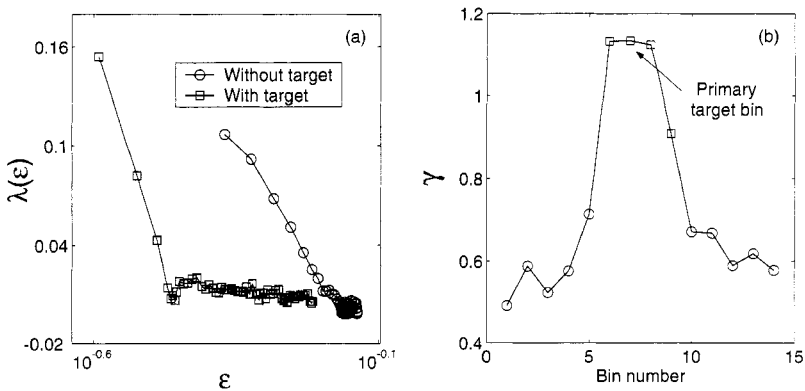 (a)
0.16
0.1
0.04
-0.02
λ(ε)
Without target
With target
10^-0.6
10^-0.1
ε
(b)
1.2
1
0.8
0.6
0.4
γ
Primary
target bin
0
5
10
15
Bin number